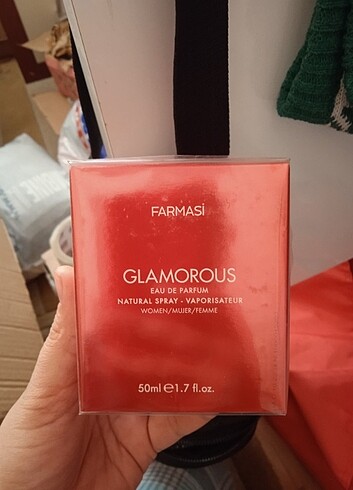 FARMASİ
GLAMOROUS
EAU DE PARFUM
NATURAL SPRAY - VAPORISATEUR
WOMEN/MUJER/FEMME
50ml ℮1.7 fl.oz.